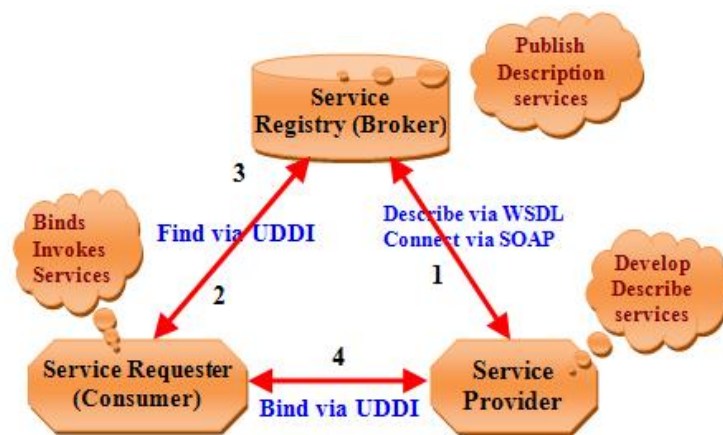 Publish
Description
services
Service
Registry (Broker)
3
Binds
Invokes
Services
Find via UDDI
Describe via WSDL
Connect via SOAP
Develop
Describe
services
2
1
Service Requester
(Consumer)
4
Bind via UDDI
Service
Provider